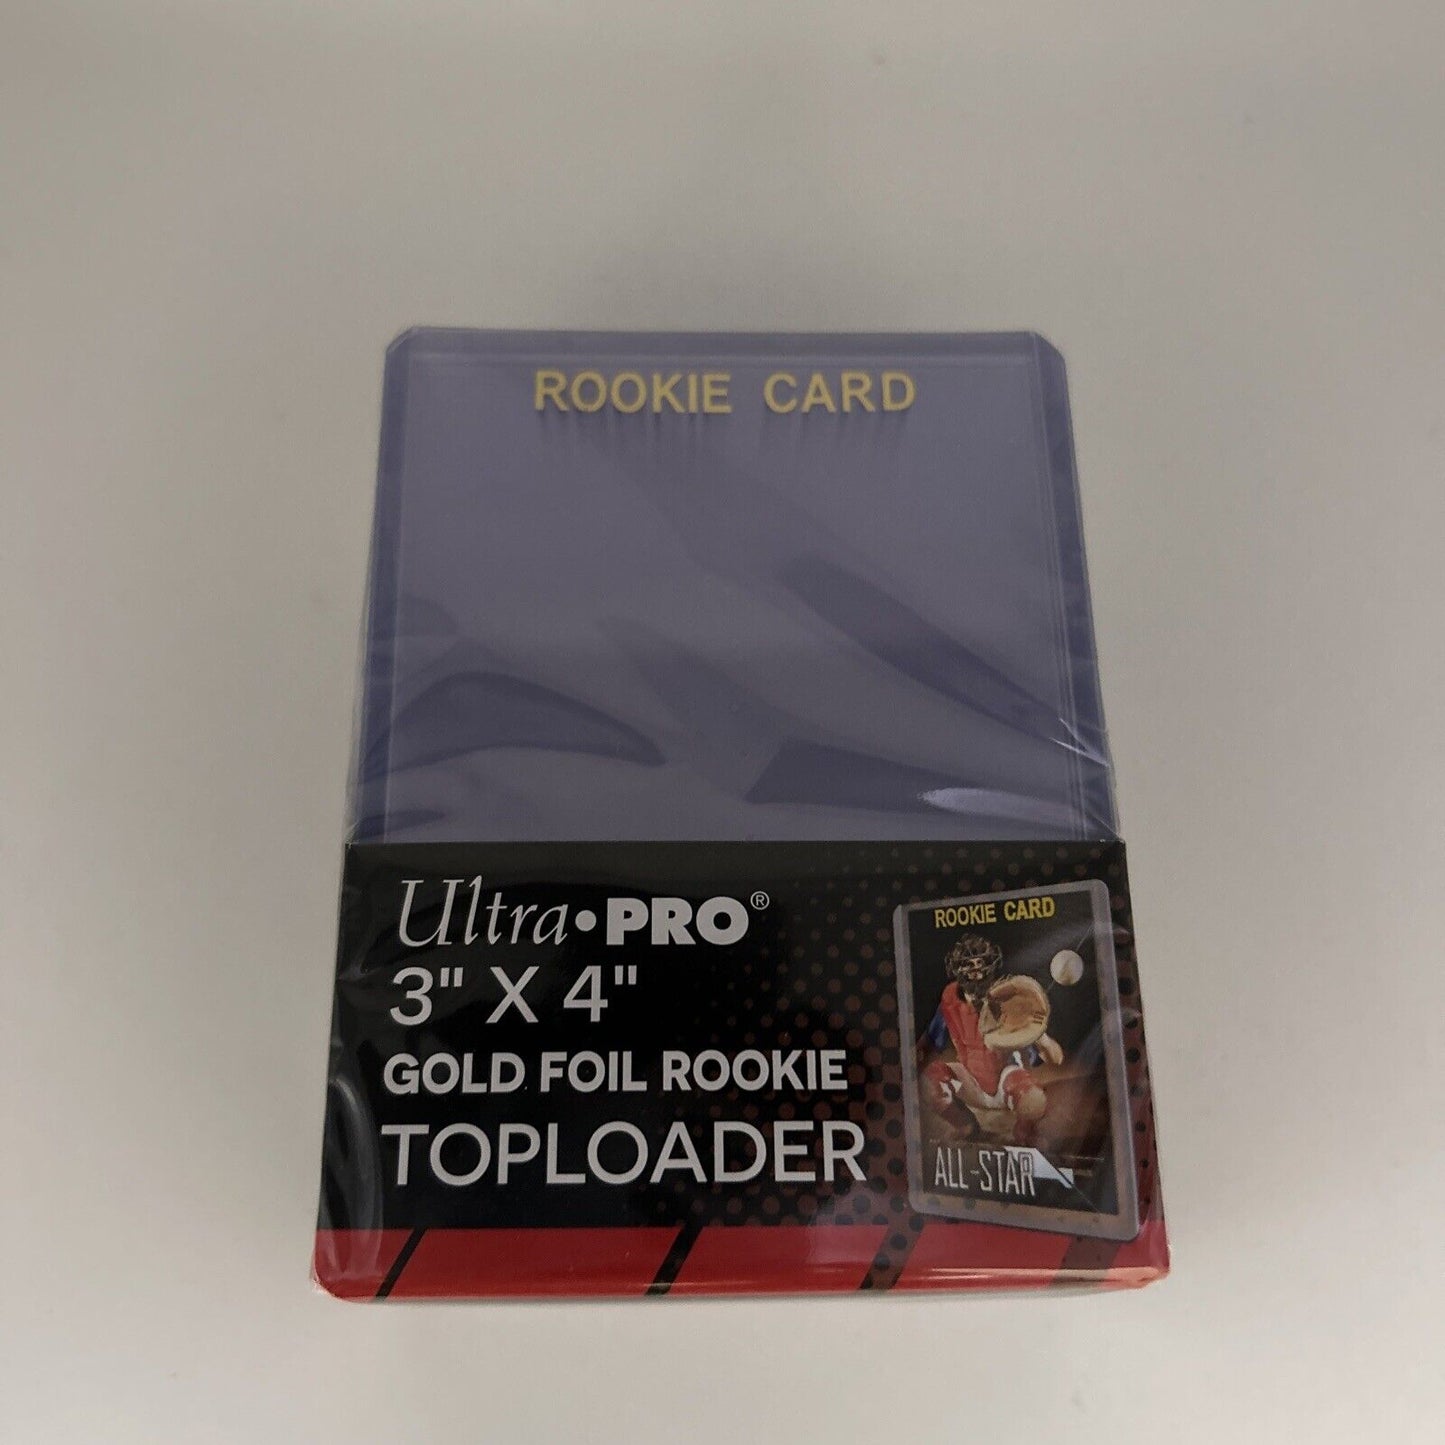 ROOKIE CARD
Ultra•PRO®
3" X 4"
GOLD FOIL ROOKIE
TOPLOADER
ROOKIE CARD
ALL-STAR